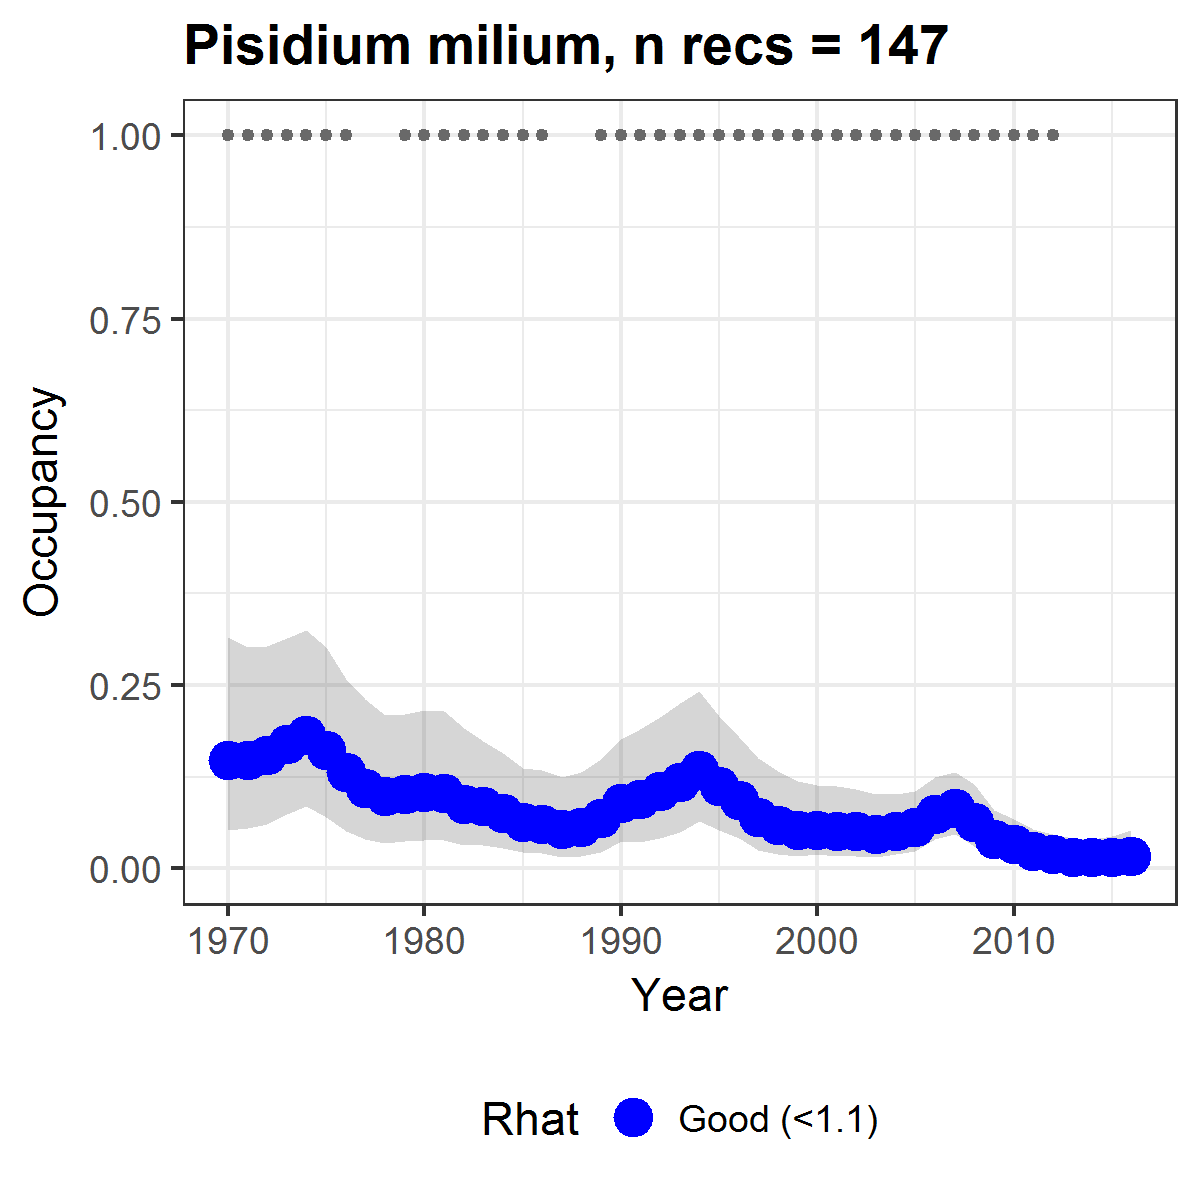 Pisidium milium, n recs = 147
1.00
0.75
0.50
0.25
0.00
Occupancy
1970 1980 1990 2000 2010
Year
Rhat Good (<1.1)